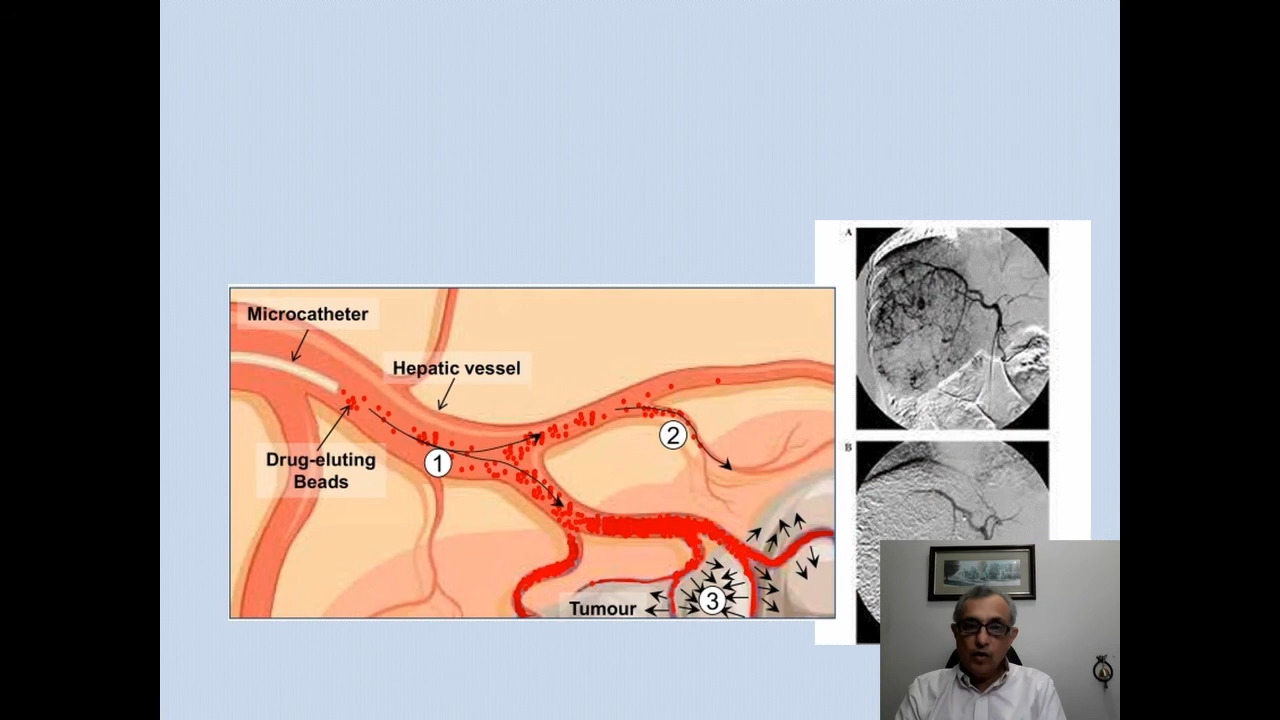 Microcatheter
Hepatic vessel
Drug-eluting
Beads
1
2
3
Tumour
A
B